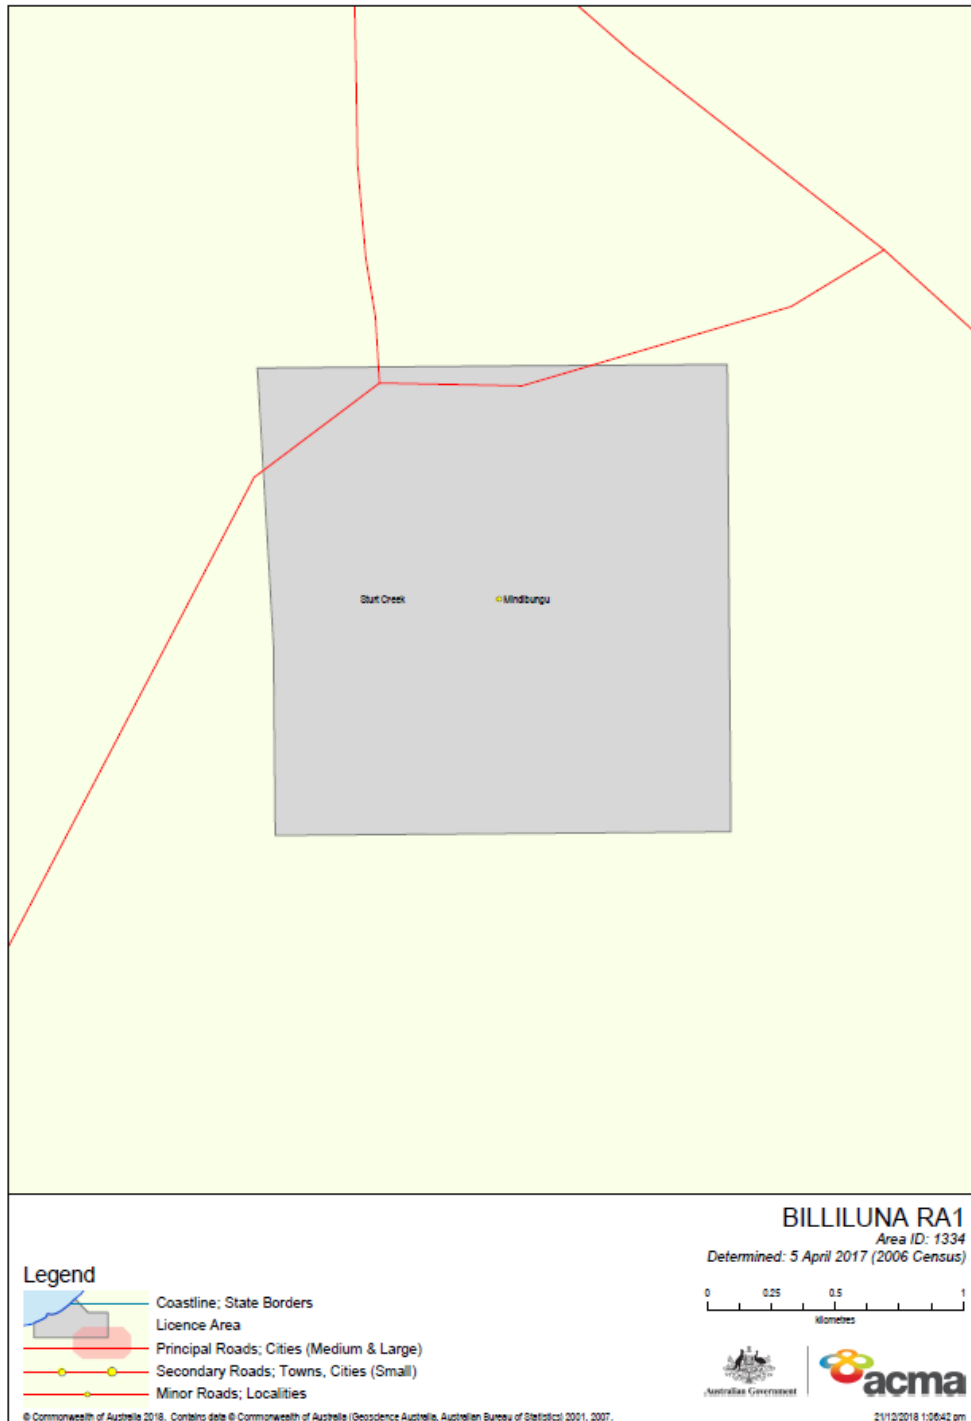 Sturt Creek
Mindibungu
BILLILUNA RA1
Area ID: 1334
Determined: 5 April 2017 (2006 Census)
Legend
Coastline; State Borders
Licence Area
Principal Roads; Cities (Medium & Large)
Secondary Roads; Towns, Cities (Small)
Minor Roads; Localities
0 0.25 0.5 1
kilometres
Australian Government
acma
© Commonwealth of Australia 2018. Contains data © Commonwealth of Australia (Geoscience Australia, Australian Bureau of Statistics) 2001, 2007.
21/12/2018 1:06:42 pm